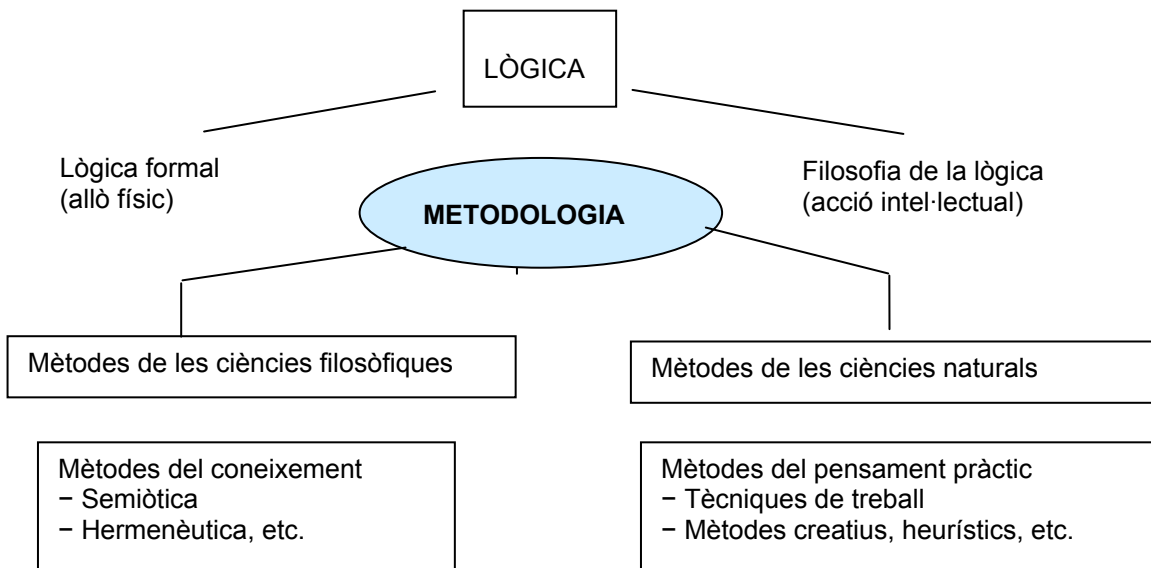 LÒGICA
Lògica formal
(allò físic)
Filosofia de la lògica
(acció intel·lectual)
METODOLOGIA
Mètodes de les ciències filosòfiques
Mètodes de les ciències naturals
Mètodes del coneixement
− Semiòtica
− Hermenèutica, etc.
Mètodes del pensament pràctic
− Tècniques de treball
− Mètodes creatius, heurístics, etc.